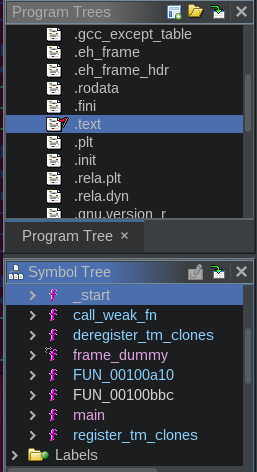 Program Trees
.gcc_except_table
.eh_frame
.eh_frame_hdr
.rodata
.fini
.text
.plt
.init
.rela.plt
.rela.dyn
.gnu.version_r
Program Tree ×
Symbol Tree
_start
call_weak_fn
deregister_tm_clones
frame_dummy
FUN_00100a10
FUN_00100bbc
main
register_tm_clones
Labels